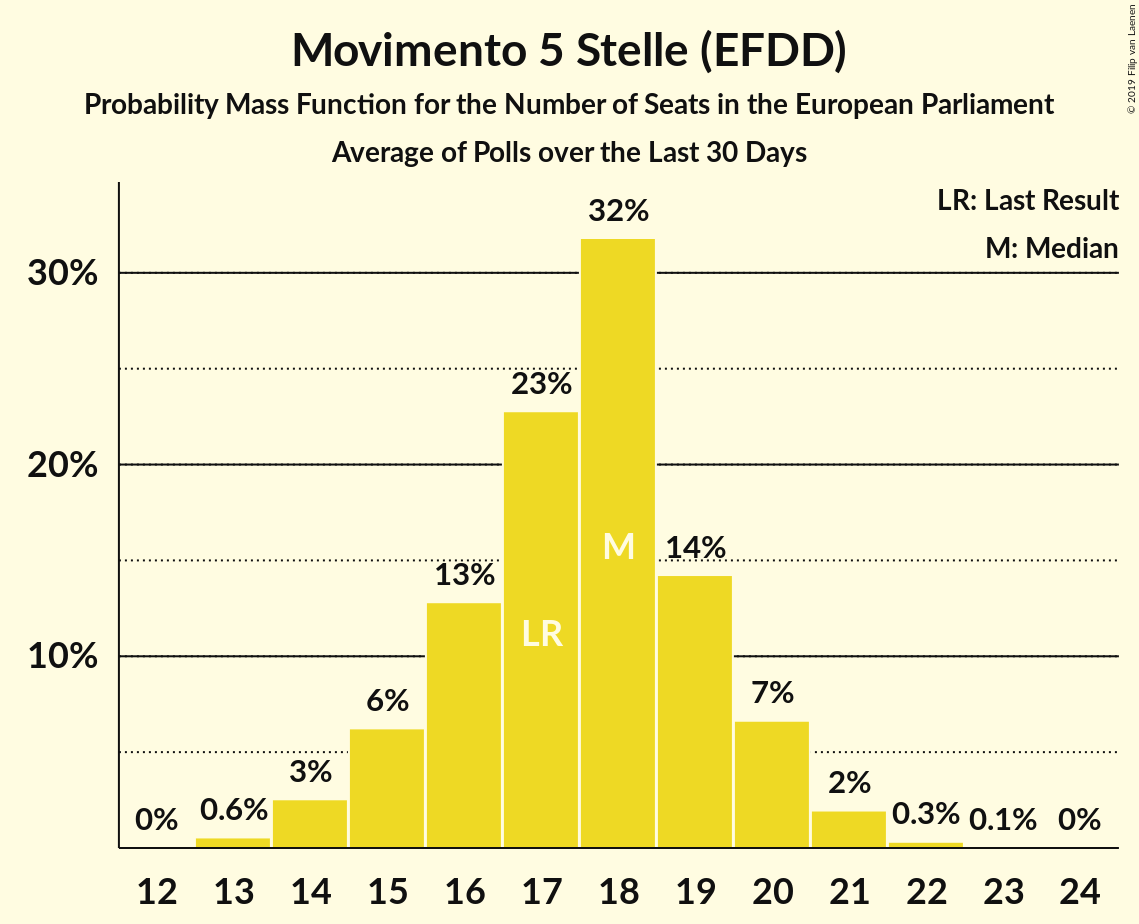 Movimento 5 Stelle (EFDD)
Probability Mass Function for the Number of Seats in the European Parliament
Average of Polls over the Last 30 Days
© 2019 Filip van Laenen
LR: Last Result
M: Median
30%
20%
10%
0%
0.6%
3%
6%
13%
23%
32%
14%
7%
2%
0.3%
0.1%
0%
LR
M
12 13 14 15 16 17 18 19 20 21 22 23 24